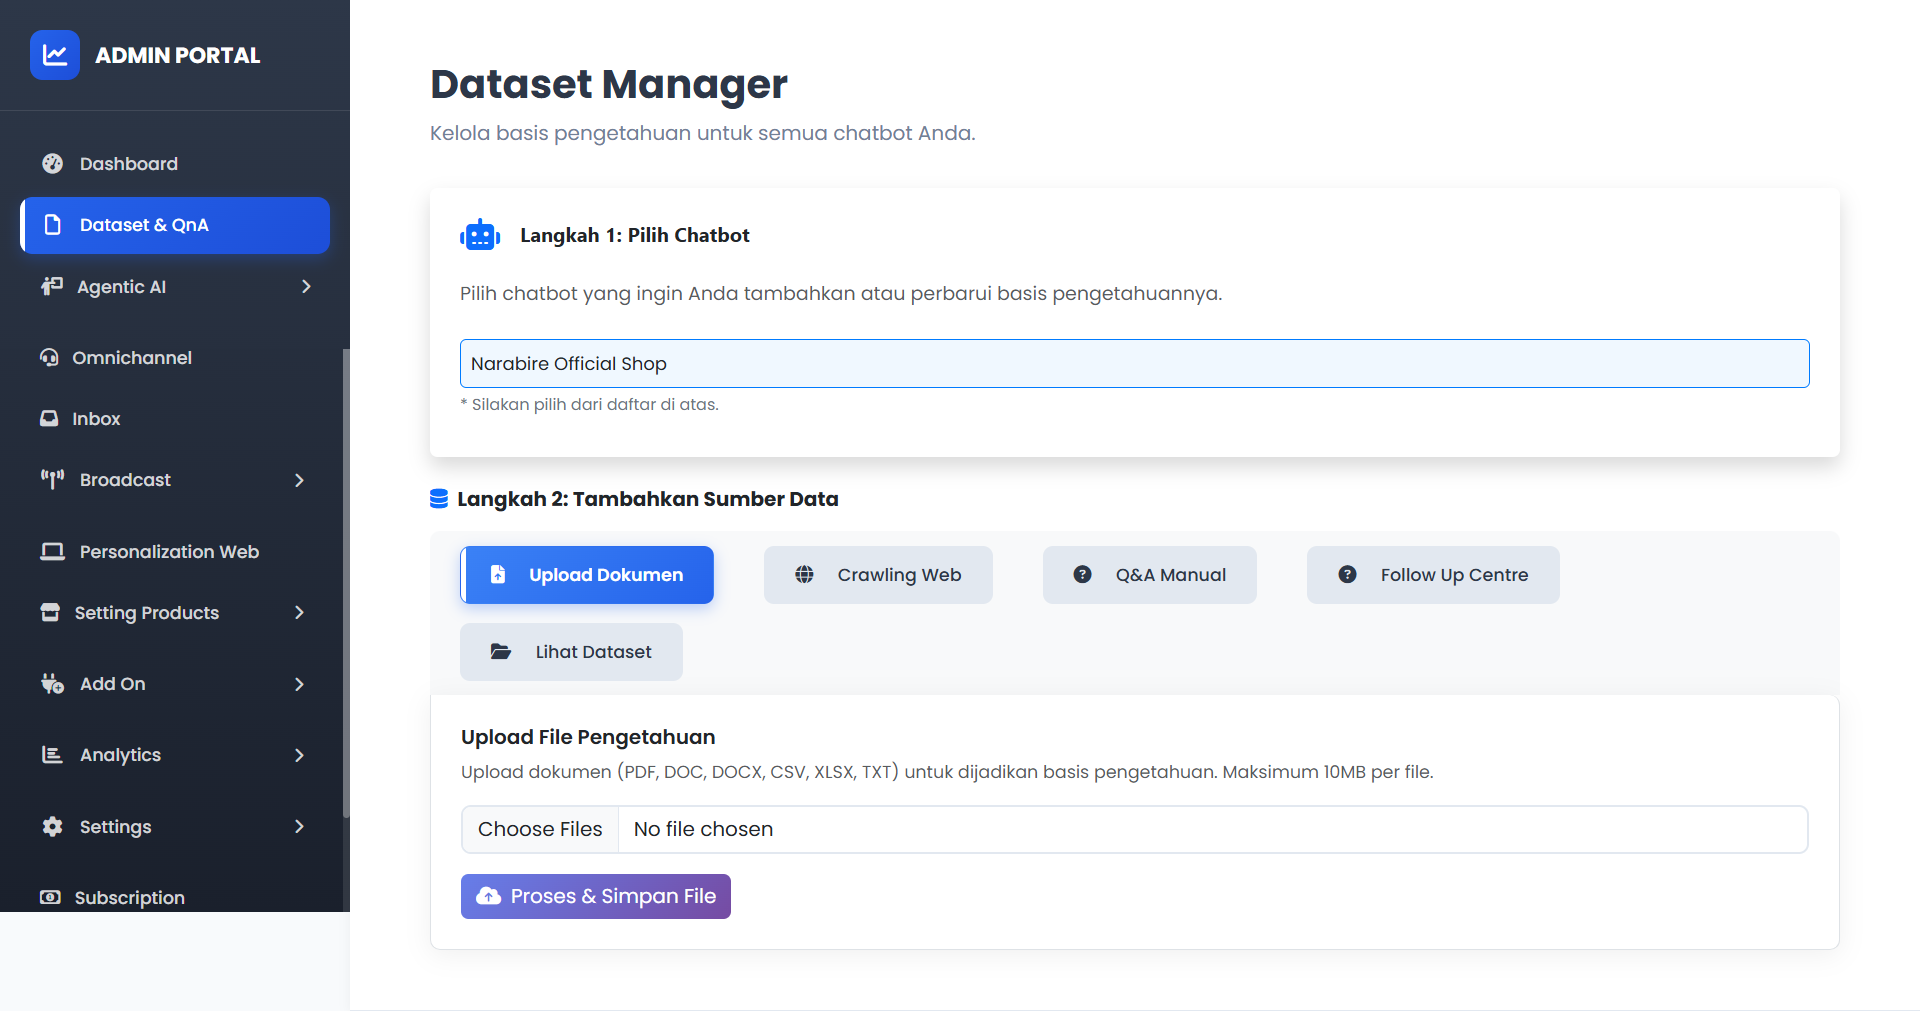 ADMIN PORTAL
Dashboard
Dataset & QnA
Agentic AI
Omnichannel
Inbox
Broadcast
Personalization Web
Setting Products
Add On
Analytics
Settings
Subscription
Dataset Manager
Kelola basis pengetahuan untuk semua chatbot Anda.
Langkah 1: Pilih Chatbot
Pilih chatbot yang ingin Anda tambahkan atau perbarui basis pengetahuannya.
Narabire Official Shop
* Silakan pilih dari daftar di atas.
Langkah 2: Tambahkan Sumber Data
Upload Dokumen
Crawling Web
Q&A Manual
Follow Up Centre
Lihat Dataset
Upload File Pengetahuan
Upload dokumen (PDF, DOC, DOCX, CSV, XLSX, TXT) untuk dijadikan basis pengetahuan. Maksimum 10MB per file.
Choose Files No file chosen
Proses & Simpan File